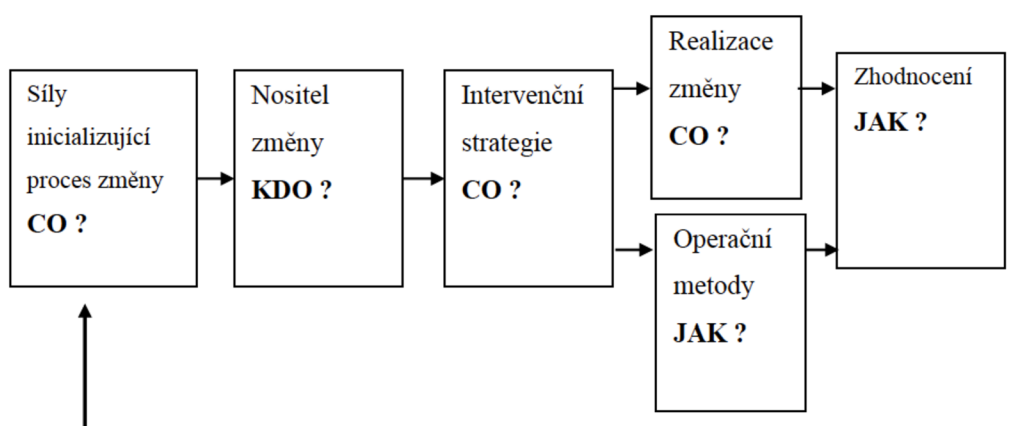 Síly
inicializující
proces změny
CO ?
Nositel
změny
KDO ?
Intervenční
strategie
CO ?
Realizace
změny
CO ?
Operační
metody
JAK ?
Zhodnocení
JAK ?